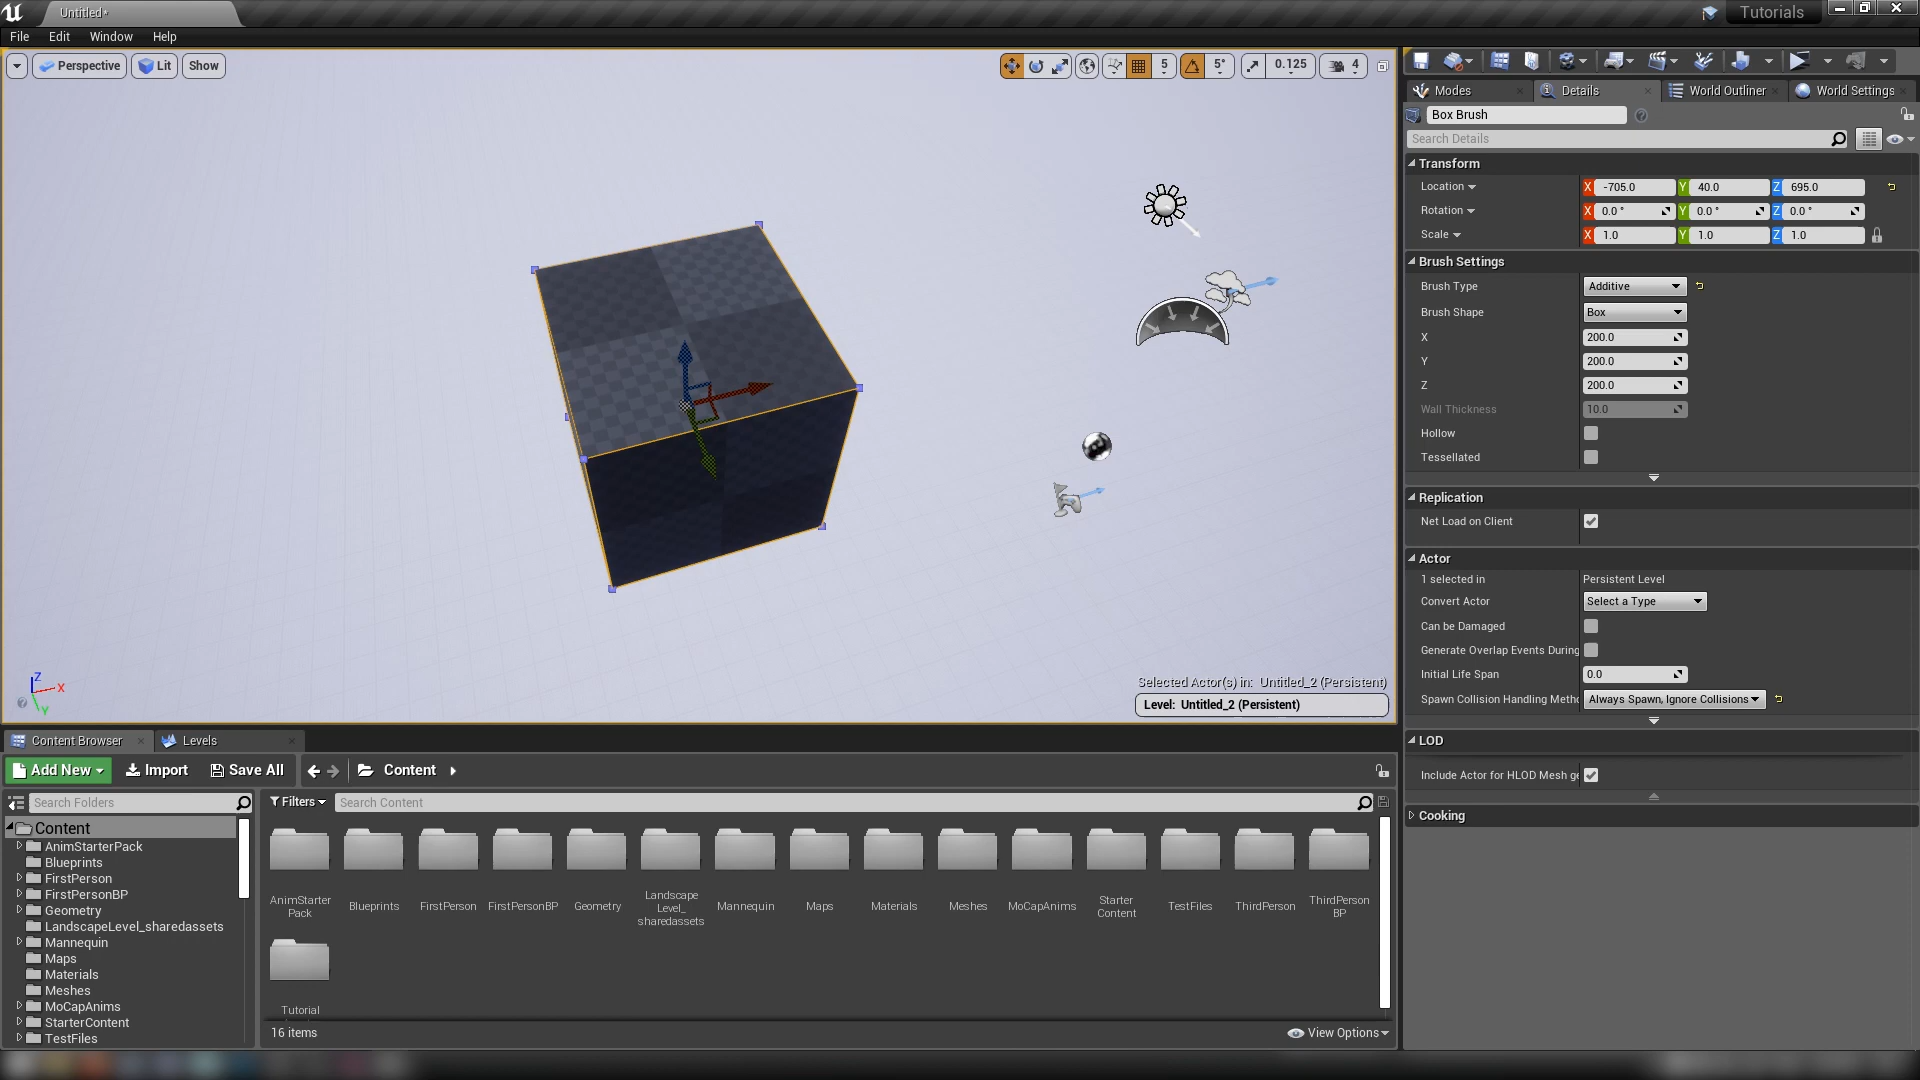 Untitled*
Tutorials
File Edit Window Help
Perspective Lit Show
5 5° 0.125 4
Modes Details World Outliner World Settings
Box Brush
Search Details
Transform
Location X -705.0 Y 40.0 Z 695.0
Rotation X 0.0 ° Y 0.0 ° Z 0.0 °
Scale X 1.0 Y 1.0 Z 1.0
Brush Settings
Brush Type Additive
Brush Shape Box
X 200.0
Y 200.0
Z 200.0
Wall Thickness 10.0
Hollow
Tessellated
Replication
Net Load on Client
Actor
1 selected in Persistent Level
Convert Actor Select a Type
Can be Damaged
Generate Overlap Events During
Initial Life Span 0.0
Spawn Collision Handling Metho Always Spawn, Ignore Collisions
LOD
Include Actor for HLOD Mesh ge
Cooking
Z
X
Y
Selected Actor(s) in: Untitled_2 (Persistent)
Level: Untitled_2 (Persistent)
Content Browser Levels
Add New Import Save All Content
Search Folders
Filters Search Content
Content
AnimStarterPack
Blueprints
FirstPerson
FirstPersonBP
Geometry
LandscapeLevel_sharedassets
Mannequin
Maps
Materials
Meshes
MoCapAnims
StarterContent
TestFiles
AnimStarter
Pack
Blueprints
FirstPerson
FirstPersonBP
Geometry
Landscape
Level_
sharedassets
Mannequin
Maps
Materials
Meshes
MoCapAnims
Starter
Content
TestFiles
ThirdPerson
ThirdPerson
BP
Tutorial
16 items
View Options